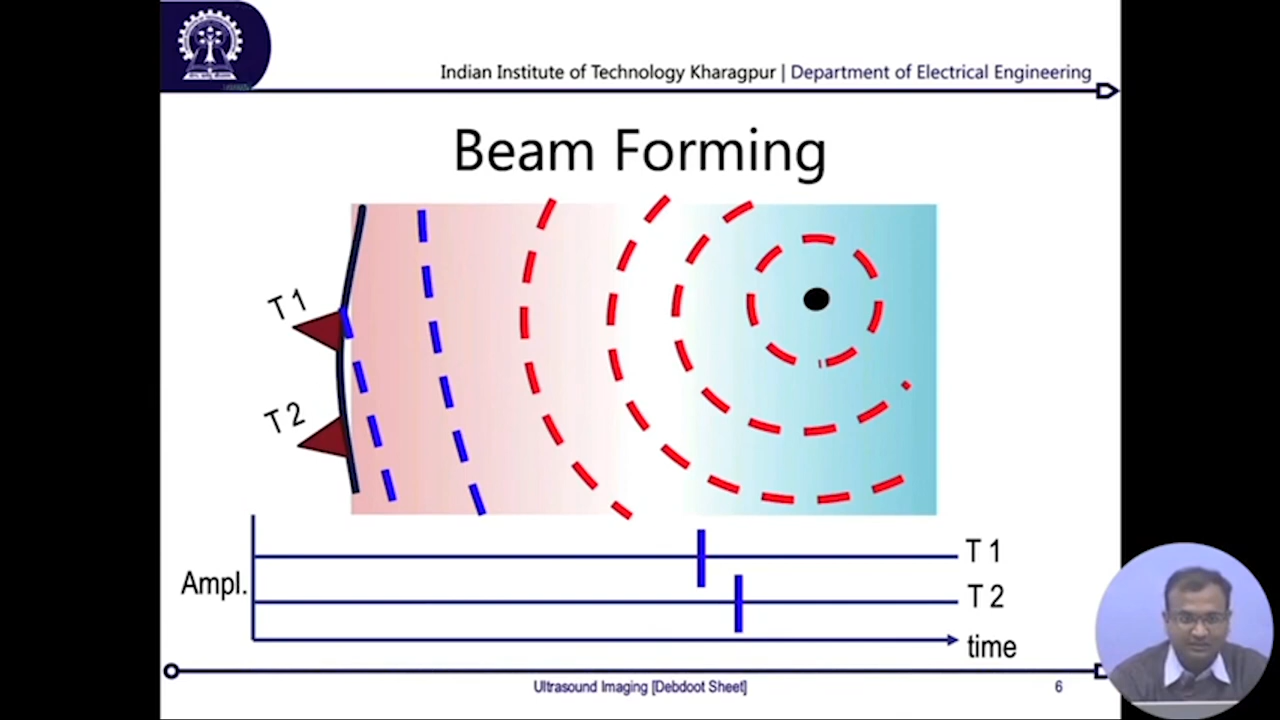 Indian Institute of Technology Kharagpur | Department of Electrical Engineering
Beam Forming
T 1
T 2
T 1
Ampl.
T 2
time
Ultrasound Imaging [Debdoot Sheet]
6